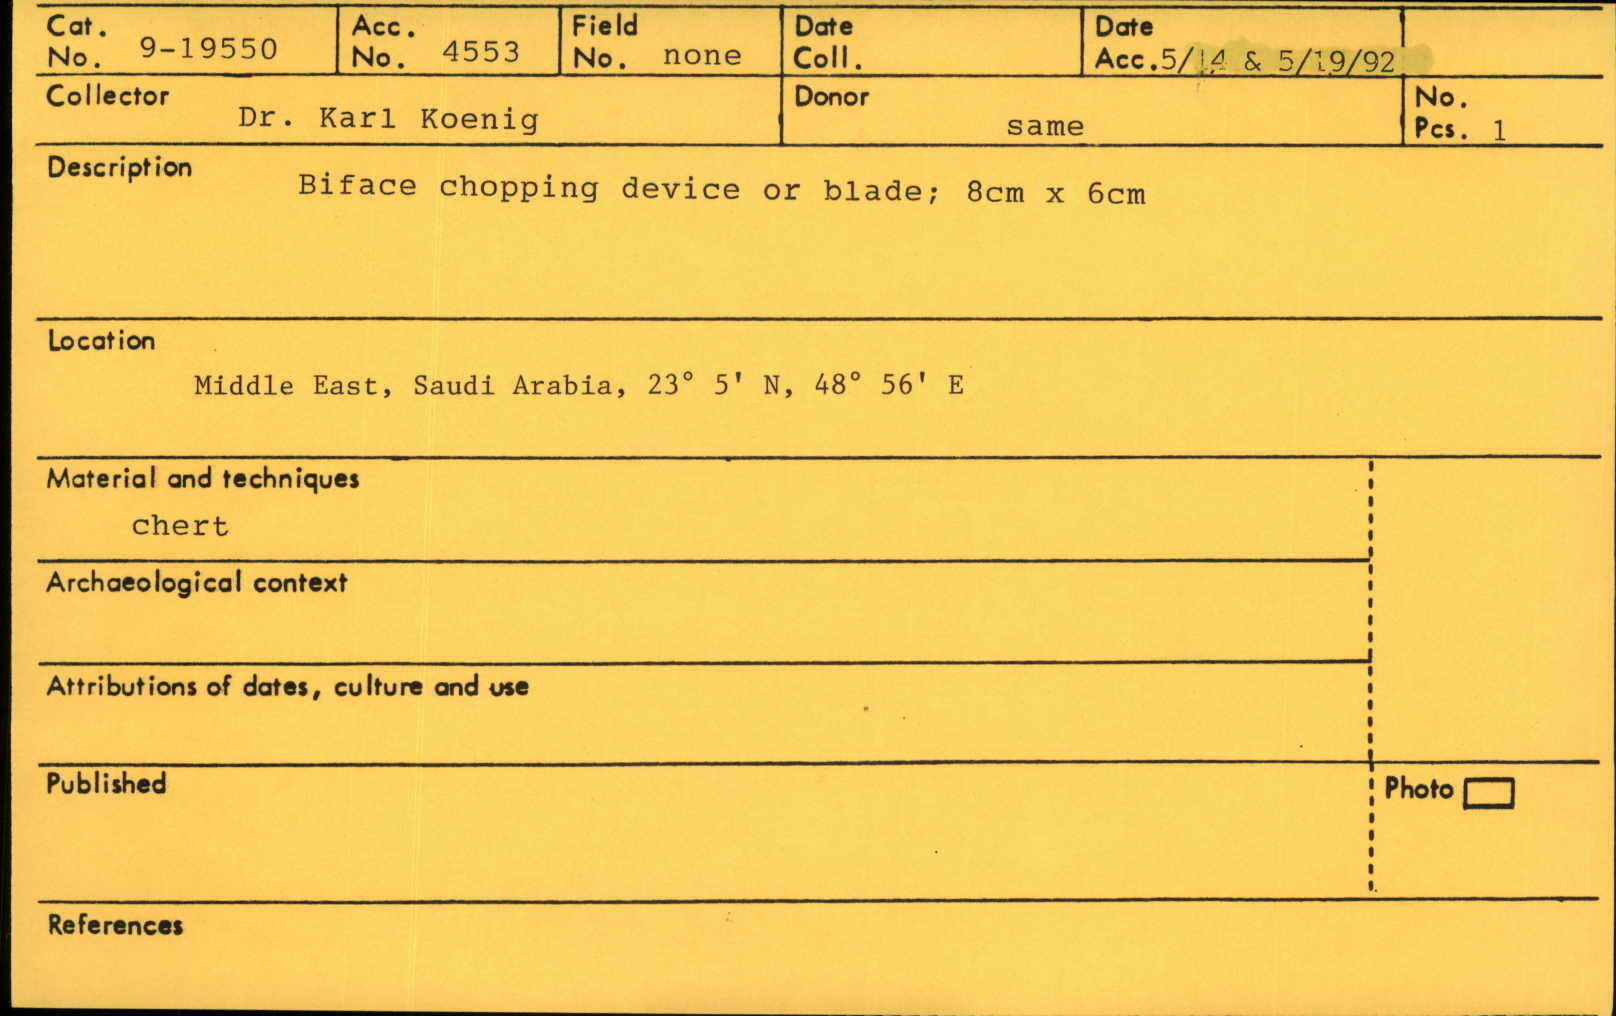 Cat. No. 9-19550 Acc. No. 4553 Field No. none Date Coll. Date Acc. 5/14 & 5/19/92
Collector Dr. Karl Koenig Donor same No. Pcs. 1
Description Biface chopping device or blade; 8cm x 6cm
Location
Middle East, Saudi Arabia, 23° 5' N, 48° 56' E
Material and techniques
chert
Archaeological context
Attributions of dates, culture and use
Published Photo
References